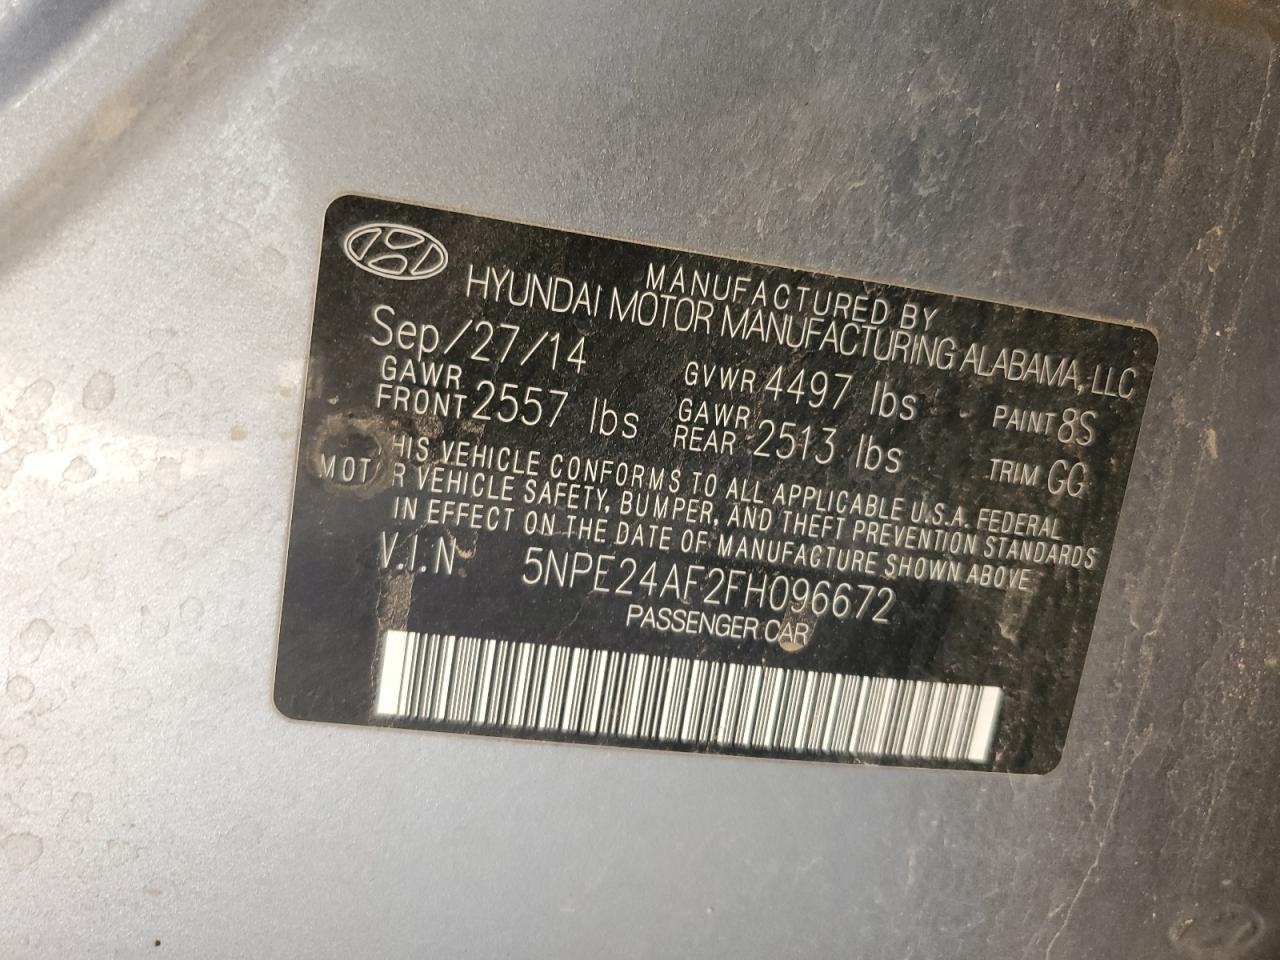 MANUFACTURED BY
HYUNDAI MOTOR MANUFACTURING ALABAMA, LLC
Sep/27/14
GAWR FRONT 2557 lbs
GVWR 4497 lbs
GAWR REAR 2513 lbs
PAINT 8S
TRIM GG
HIS VEHICLE CONFORMS TO ALL APPLICABLE U.S.A. FEDERAL
MOT R VEHICLE SAFETY, BUMPER, AND THEFT PREVENTION STANDARDS
IN EFFECT ON THE DATE OF MANUFACTURE SHOWN ABOVE
V.I.N 5NPE24AF2FH096672
PASSENGER CAR